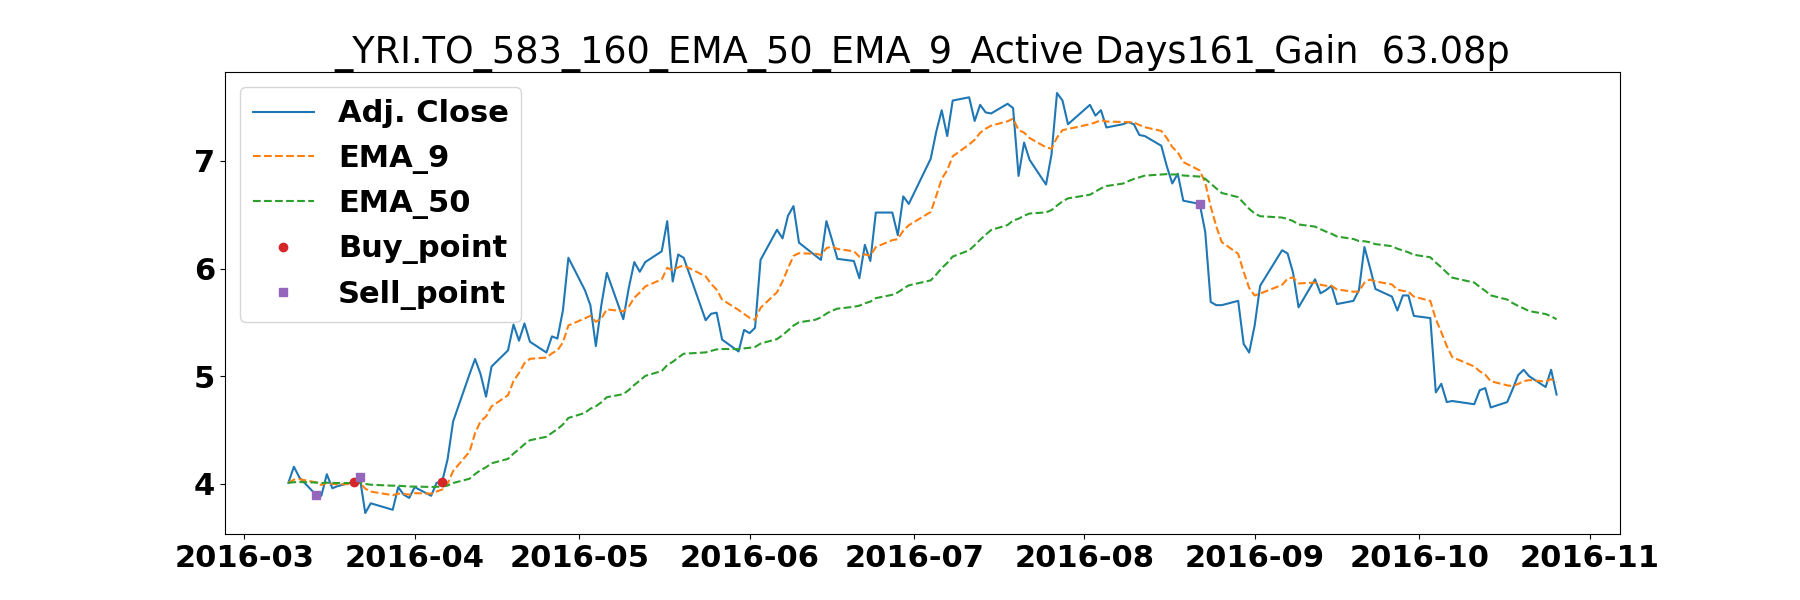 _YRI.TO_583_160_EMA_50_EMA_9_Active Days161_Gain  63.08p
Adj. Close
EMA_9
EMA_50
Buy_point
Sell_point
7
6
5
4
2016-03 2016-04 2016-05 2016-06 2016-07 2016-08 2016-09 2016-10 2016-11